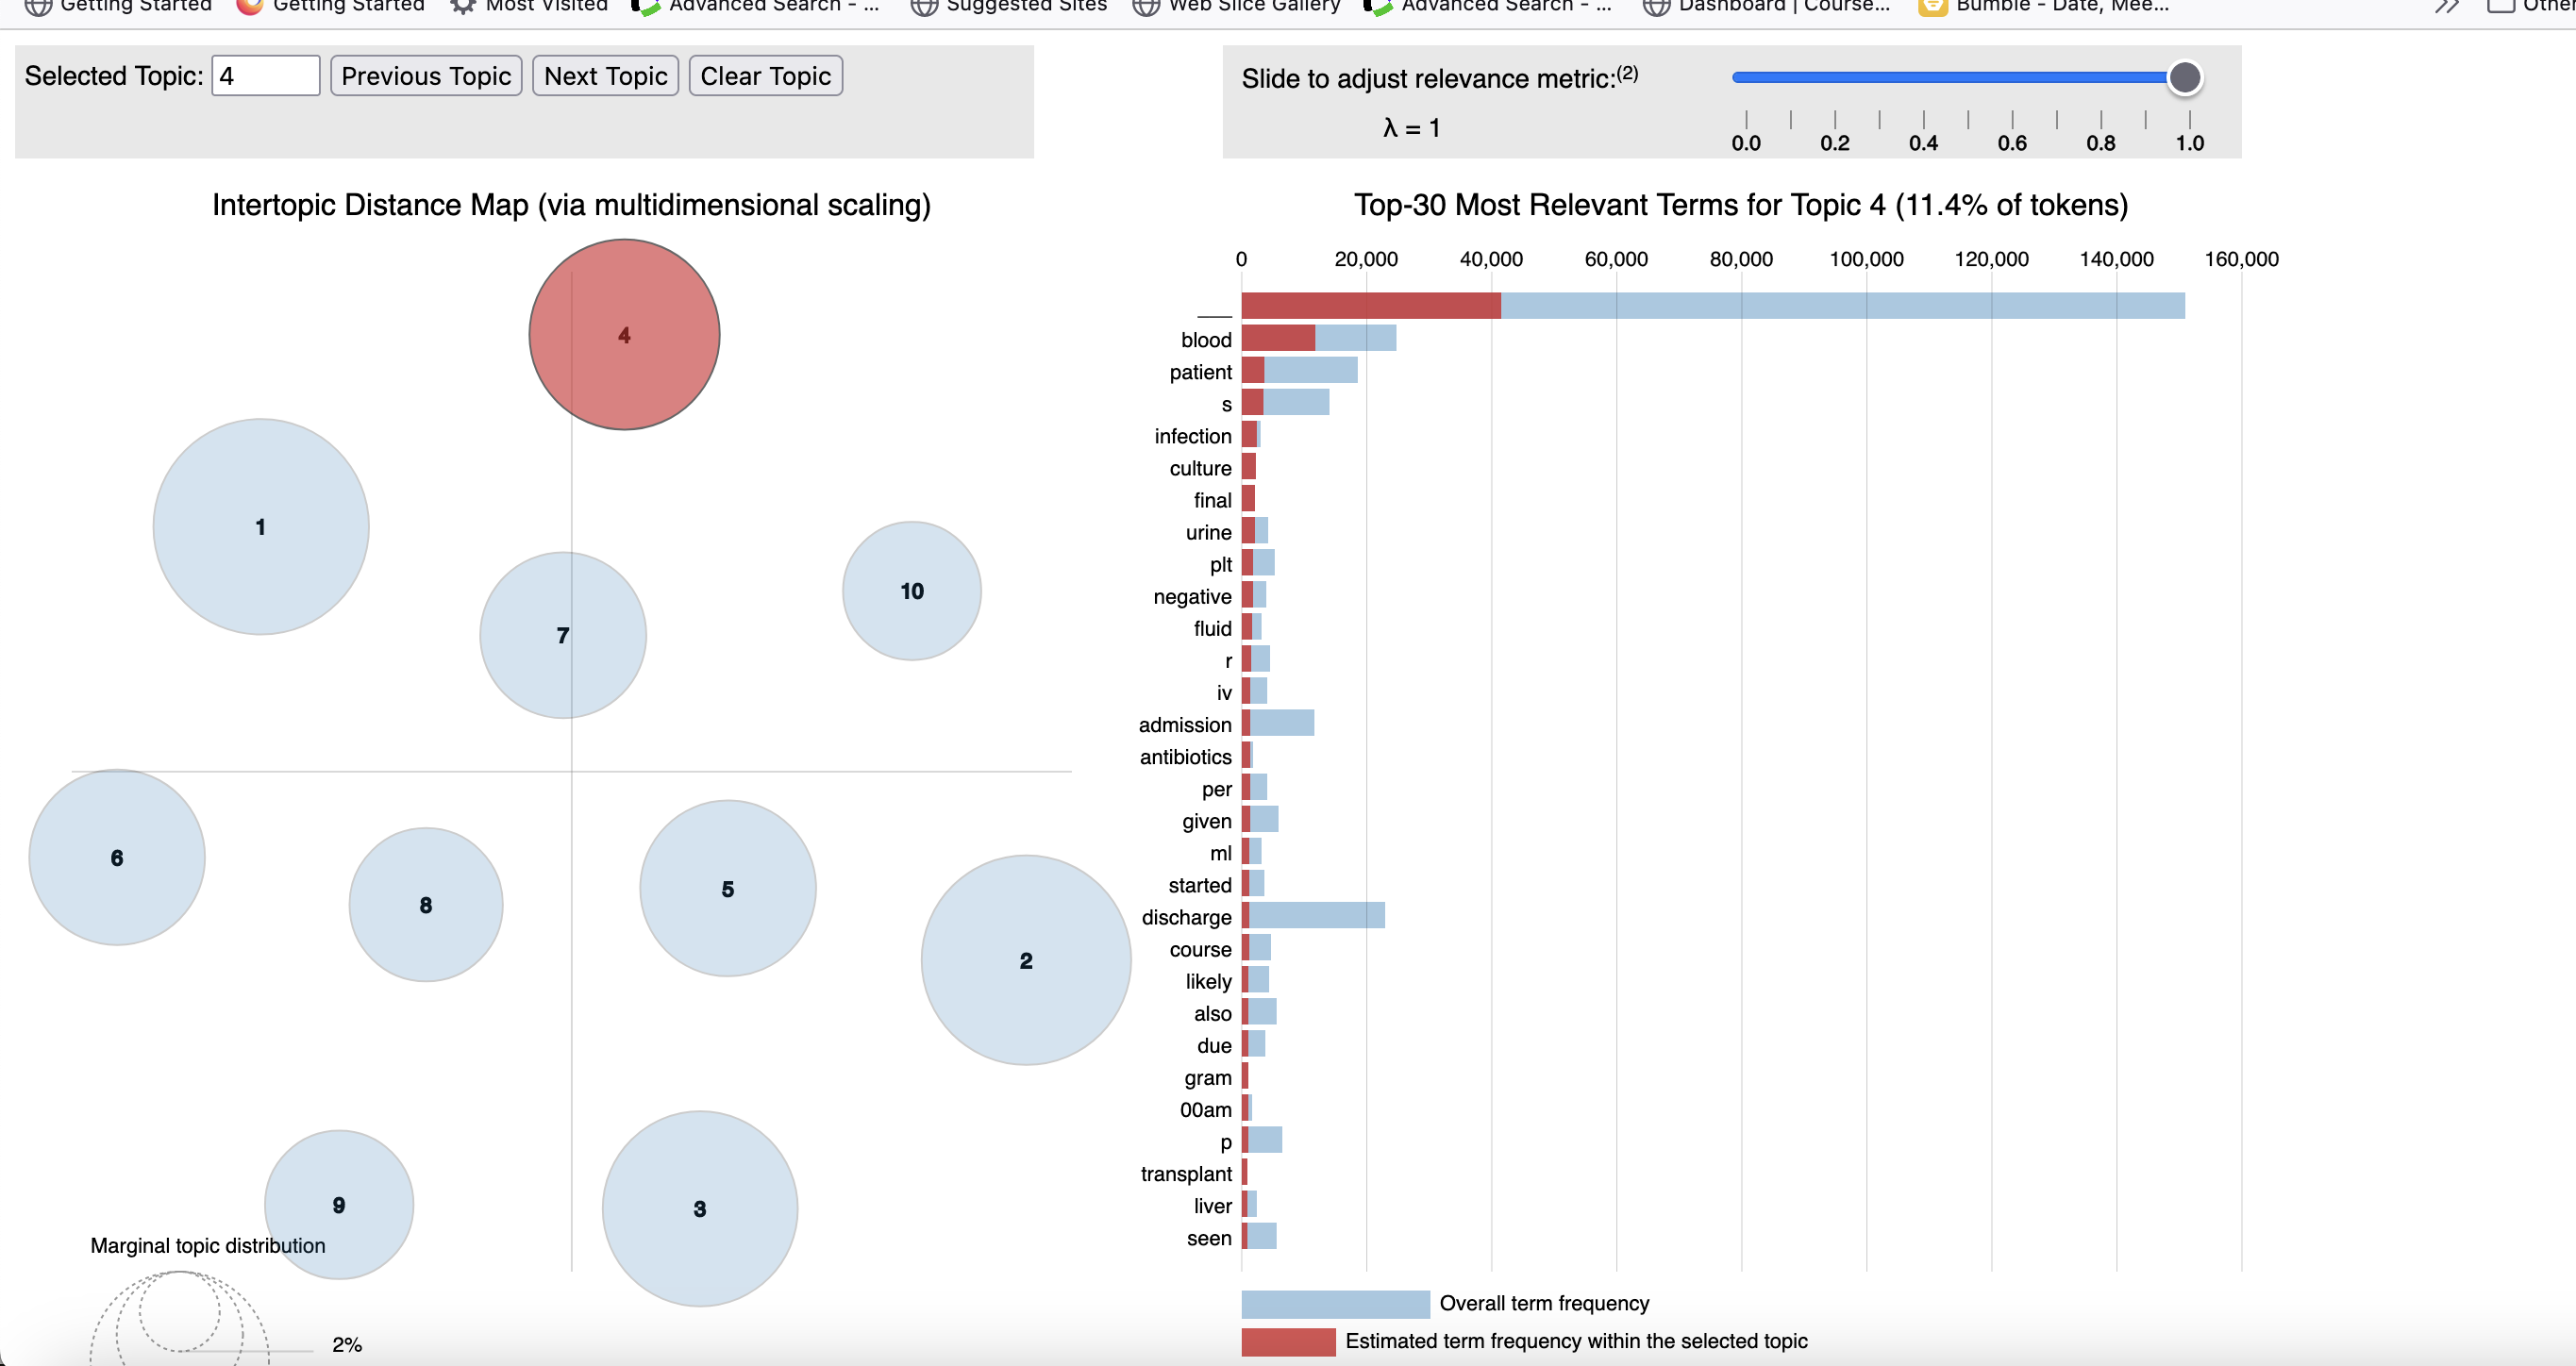 Getting Started Getting Started Most Visited Advanced Search - ... Suggested Sites Web Slice Gallery Advanced Search - ... Dashboard | Course... Bumble - Date, Mee...
Selected Topic: 4 Previous Topic Next Topic Clear Topic
Slide to adjust relevance metric:(2)
λ = 1
0.0 0.2 0.4 0.6 0.8 1.0
Intertopic Distance Map (via multidimensional scaling)
4
1
10
7
6
5
8
2
9
3
Marginal topic distribution
2%
Top-30 Most Relevant Terms for Topic 4 (11.4% of tokens)
0 20,000 40,000 60,000 80,000 100,000 120,000 140,000 160,000
___
blood
patient
s
infection
culture
final
urine
plt
negative
fluid
r
iv
admission
antibiotics
per
given
ml
started
discharge
course
likely
also
due
gram
00am
p
transplant
liver
seen
Overall term frequency
Estimated term frequency within the selected topic